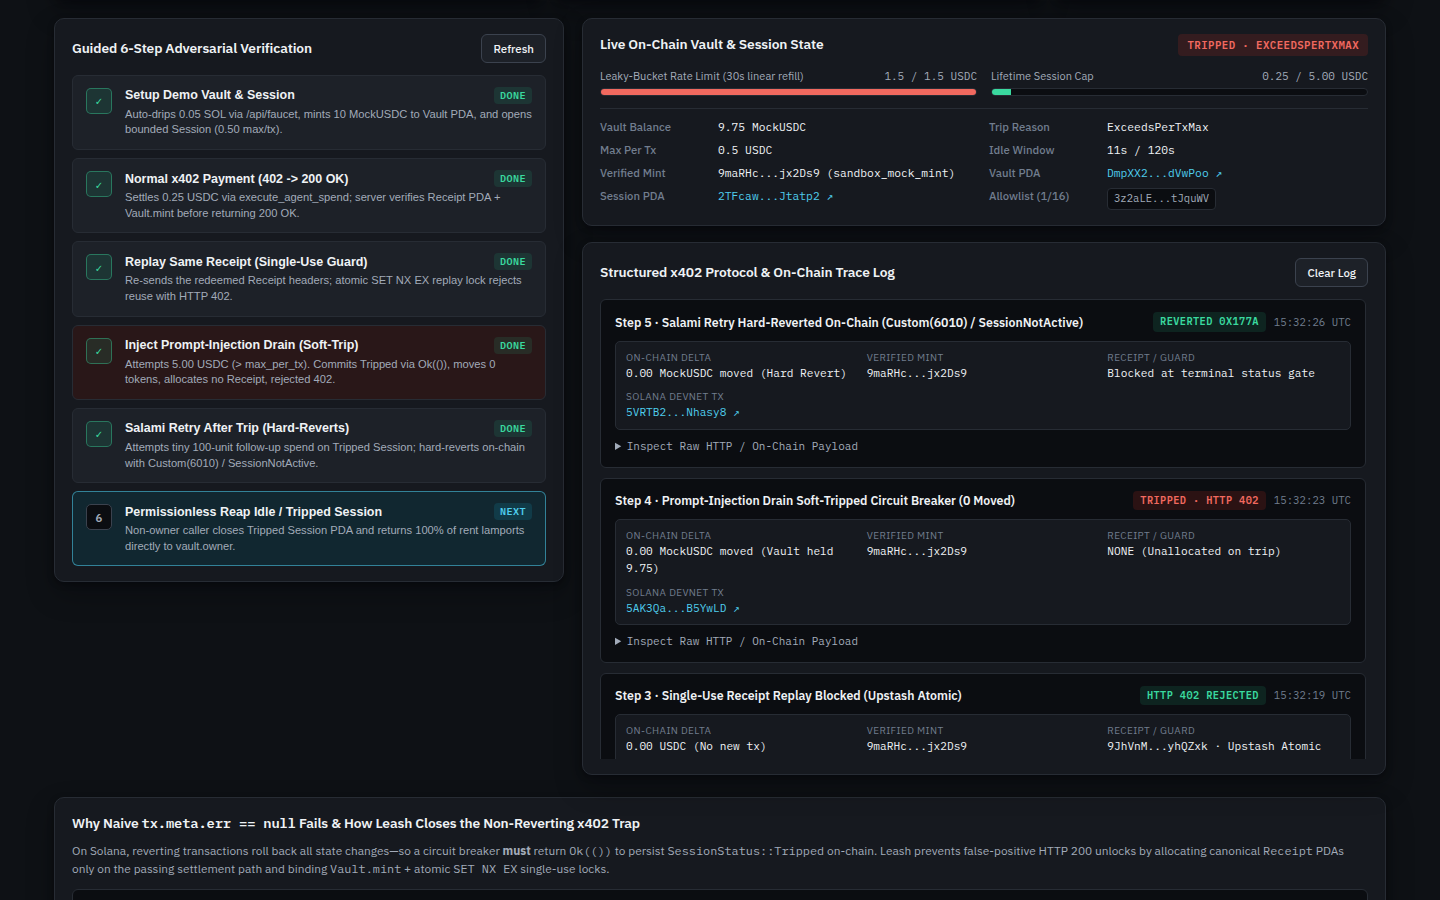 Guided 6-Step Adversarial Verification
Refresh
✓
Setup Demo Vault & Session
DONE
Auto-drips 0.05 SOL via /api/faucet, mints 10 MockUSDC to Vault PDA, and opens
bounded Session (0.50 max/tx).
✓
Normal x402 Payment (402 -> 200 OK)
DONE
Settles 0.25 USDC via execute_agent_spend; server verifies Receipt PDA +
Vault.mint before returning 200 OK.
✓
Replay Same Receipt (Single-Use Guard)
DONE
Re-sends the redeemed Receipt headers; atomic SET NX EX replay lock rejects
reuse with HTTP 402.
✓
Inject Prompt-Injection Drain (Soft-Trip)
DONE
Attempts 5.00 USDC (> max_per_tx). Commits Tripped via Ok(()), moves 0
tokens, allocates no Receipt, rejected 402.
✓
Salami Retry After Trip (Hard-Reverts)
DONE
Attempts tiny 100-unit follow-up spend on Tripped Session; hard-reverts on-chain
with Custom(6010) / SessionNotActive.
6
Permissionless Reap Idle / Tripped Session
NEXT
Non-owner caller closes Tripped Session PDA and returns 100% of rent lamports
directly to vault.owner.
Live On-Chain Vault & Session State
TRIPPED · EXCEEDSPERTXMAX
Leaky-Bucket Rate Limit (30s linear refill)
1.5 / 1.5 USDC
Lifetime Session Cap
0.25 / 5.00 USDC
Vault Balance
9.75 MockUSDC
Trip Reason
ExceedsPerTxMax
Max Per Tx
0.5 USDC
Idle Window
11s / 120s
Verified Mint
9maRHc...jx2Ds9 (sandbox_mock_mint)
Vault PDA
DmpXX2...dVwPoo ↗
Session PDA
2TFcaw...Jtatp2 ↗
Allowlist (1/16)
3z2aLE...tJquWV
Structured x402 Protocol & On-Chain Trace Log
Clear Log
Step 5 · Salami Retry Hard-Reverted On-Chain (Custom(6010) / SessionNotActive)
REVERTED 0X177A
15:32:26 UTC
ON-CHAIN DELTA
0.00 MockUSDC moved (Hard Revert)
VERIFIED MINT
9maRHc...jx2Ds9
RECEIPT / GUARD
Blocked at terminal status gate
SOLANA DEVNET TX
5VRTB2...Nhasy8 ↗
▶ Inspect Raw HTTP / On-Chain Payload
Step 4 · Prompt-Injection Drain Soft-Tripped Circuit Breaker (0 Moved)
TRIPPED · HTTP 402
15:32:23 UTC
ON-CHAIN DELTA
0.00 MockUSDC moved (Vault held
9.75)
VERIFIED MINT
9maRHc...jx2Ds9
RECEIPT / GUARD
NONE (Unallocated on trip)
SOLANA DEVNET TX
5AK3Qa...B5YwLD ↗
▶ Inspect Raw HTTP / On-Chain Payload
Step 3 · Single-Use Receipt Replay Blocked (Upstash Atomic)
HTTP 402 REJECTED
15:32:19 UTC
ON-CHAIN DELTA
0.00 USDC (No new tx)
VERIFIED MINT
9maRHc...jx2Ds9
RECEIPT / GUARD
9JhVnM...yhQZxk · Upstash Atomic
Why Naive tx.meta.err == null Fails & How Leash Closes the Non-Reverting x402 Trap
On Solana, reverting transactions roll back all state changes—so a circuit breaker must return Ok(()) to persist SessionStatus::Tripped on-chain. Leash prevents false-positive HTTP 200 unlocks by allocating canonical Receipt PDAs
only on the passing settlement path and binding Vault.mint + atomic SET NX EX single-use locks.